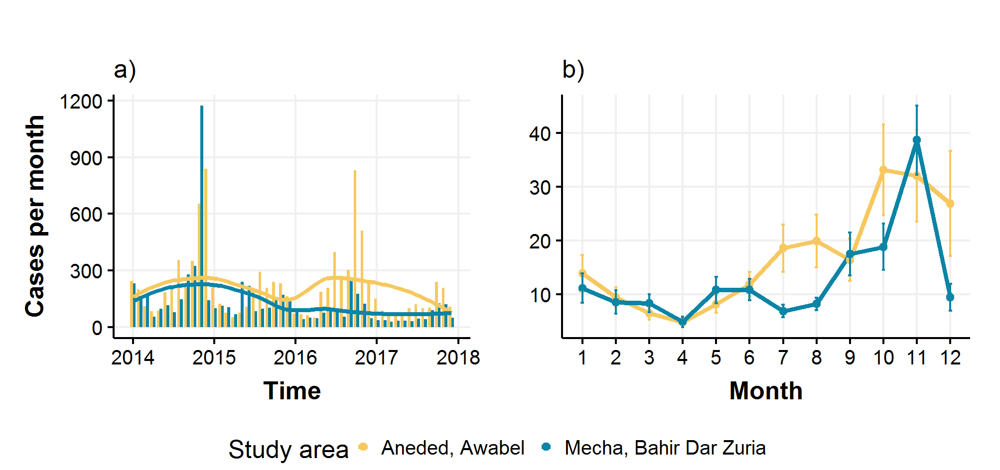 a)
Cases per month
1200
900
600
300
0
2014 2015 2016 2017 2018
Time
b)
40
30
20
10
1 2 3 4 5 6 7 8 9 10 11 12
Month
Study area Aneded, Awabel Mecha, Bahir Dar Zuria